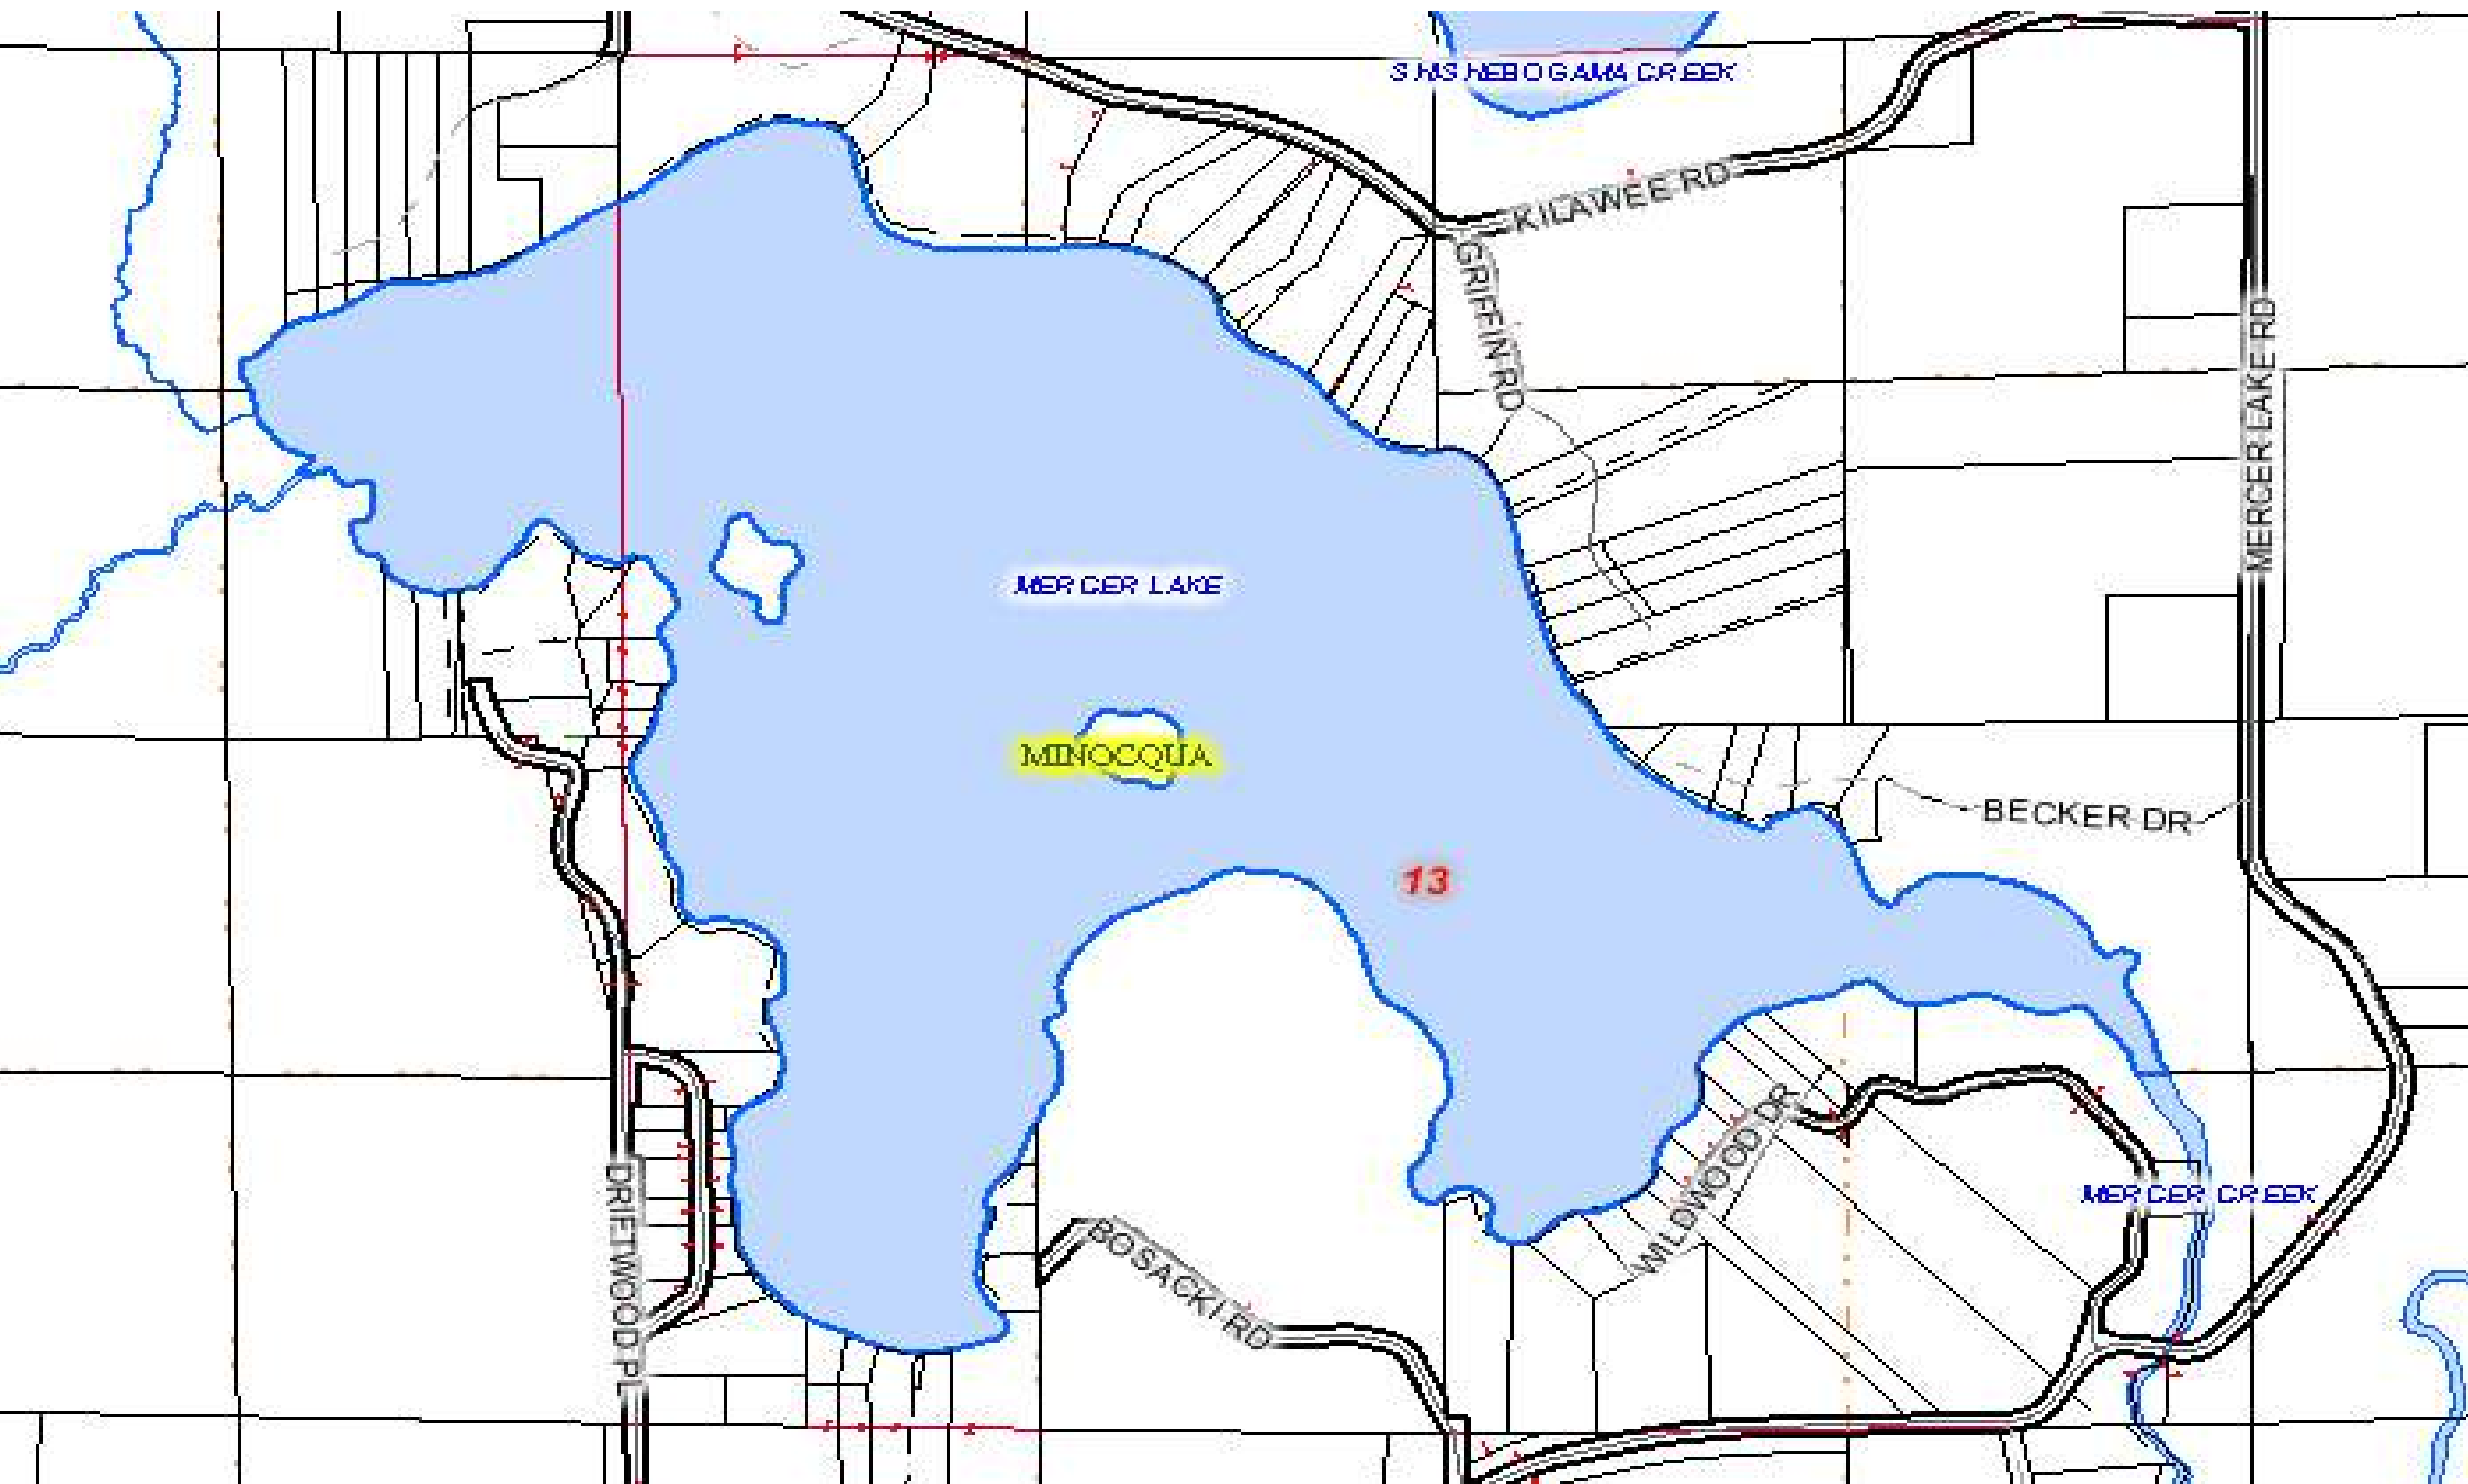 SHISHEBOGAMA CREEK
KILAWEE RD
GRIFFIN RD
MERCER LAKE RD
MERCER LAKE
MINOCQUA
BECKER DR
13
WILDWOOD DR
MERCER CREEK
DRIFTWOOD PL
BOSACKI RD